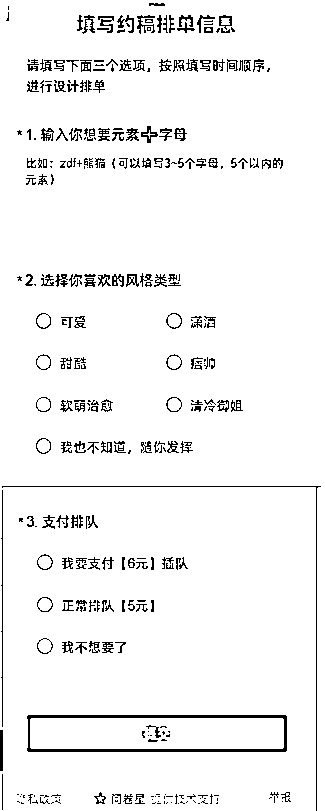 填写约稿排单信息
请填写下面三个选项，按照填写时间顺序，
进行设计排单
*1. 输入你想要元素➕字母
比如：zdf+熊猫（可以填写3~5个字母，5个以内的
元素）
*2. 选择你喜欢的风格类型
可爱
潇洒
甜酷
痞帅
软萌治愈
清冷御姐
我也不知道，随你发挥
*3. 支付排队
我要支付【6元】插队
正常排队【5元】
我不想要了
提交
隐私政策 问卷星 提供技术支持 举报